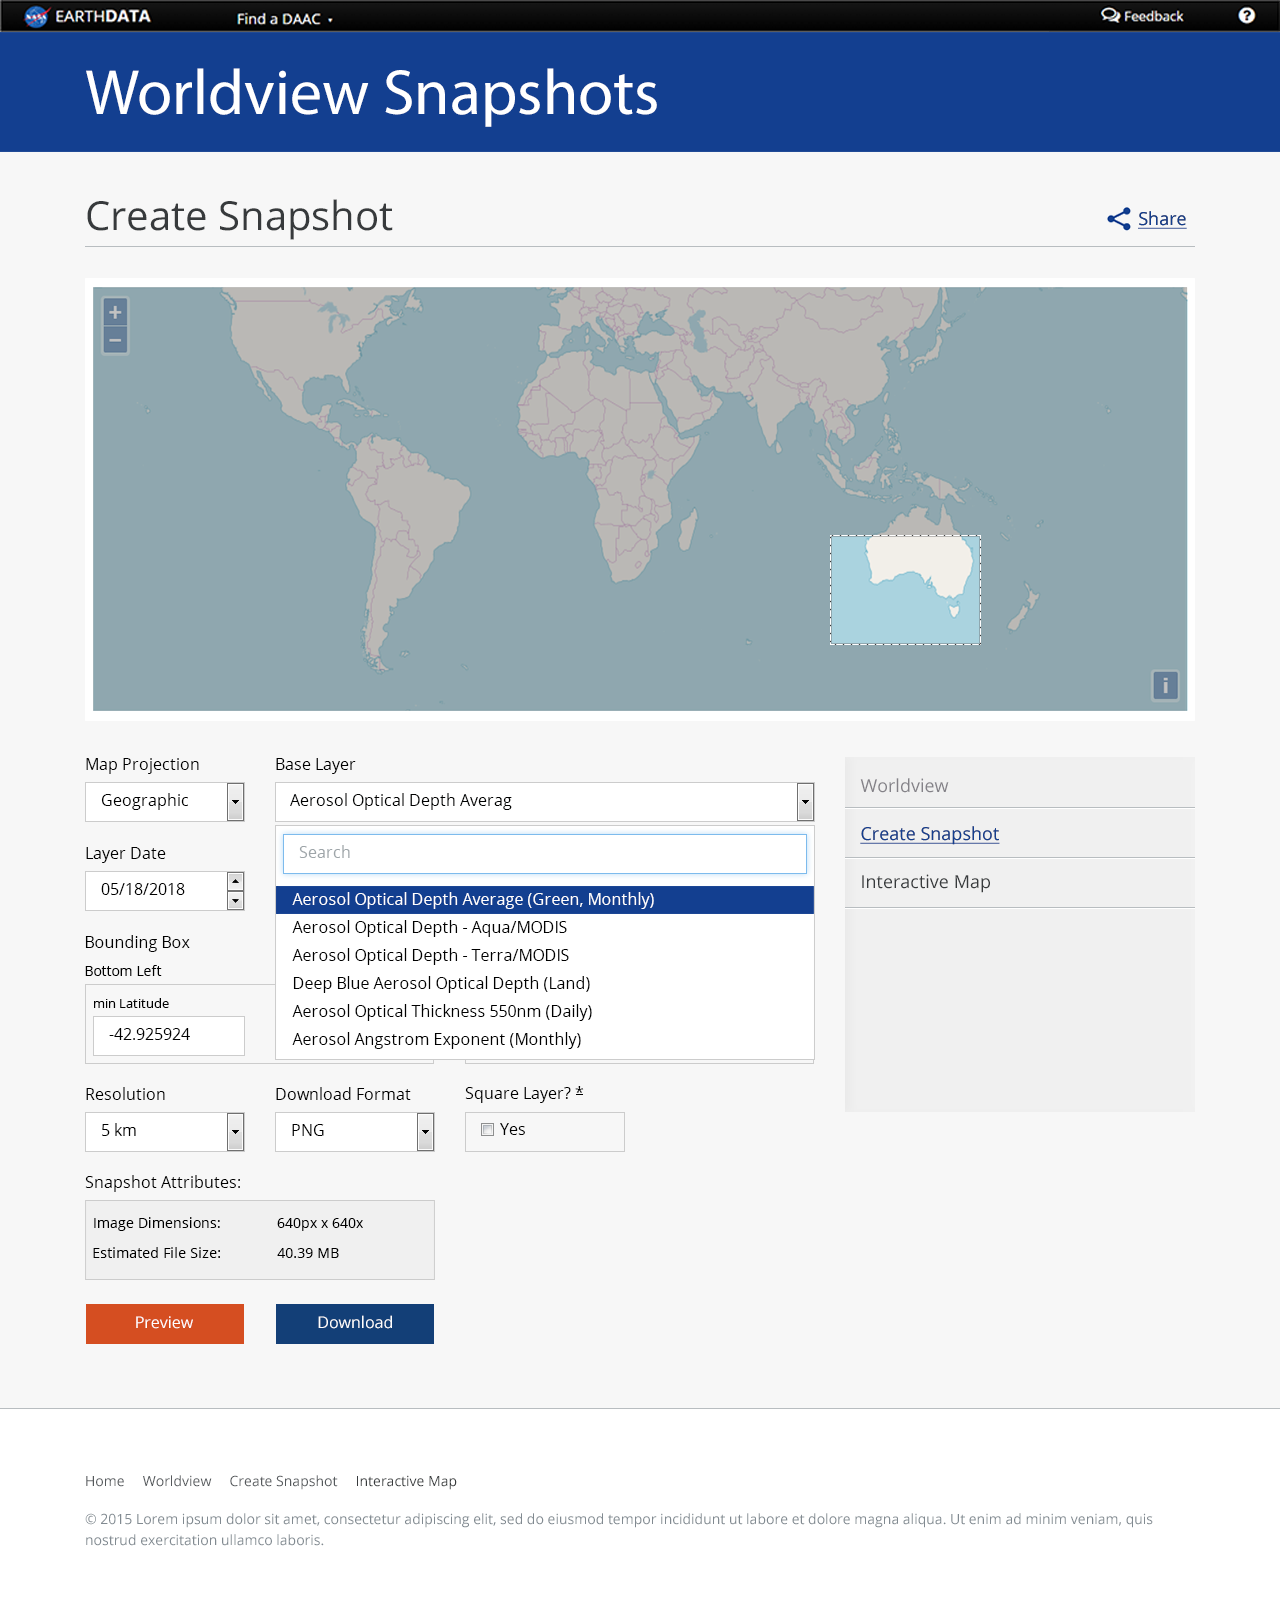 EARTHDATA
Find a DAAC
Feedback
?
Worldview Snapshots
Create Snapshot
Share
+
−
i
Map Projection
Base Layer
Geographic
Aerosol Optical Depth Averag
Layer Date
05/18/2018
Search
Aerosol Optical Depth Average (Green, Monthly)
Aerosol Optical Depth - Aqua/MODIS
Aerosol Optical Depth - Terra/MODIS
Deep Blue Aerosol Optical Depth (Land)
Aerosol Optical Thickness 550nm (Daily)
Aerosol Angstrom Exponent (Monthly)
Bounding Box
Bottom Left
min Latitude
-42.925924
Worldview
Create Snapshot
Interactive Map
Resolution
Download Format
Square Layer? *
5 km
PNG
Yes
Snapshot Attributes:
Image Dimensions: 640px x 640x
Estimated File Size: 40.39 MB
Preview
Download
Home Worldview Create Snapshot Interactive Map
© 2015 Lorem ipsum dolor sit amet, consectetur adipiscing elit, sed do eiusmod tempor incididunt ut labore et dolore magna aliqua. Ut enim ad minim veniam, quis
nostrud exercitation ullamco laboris.